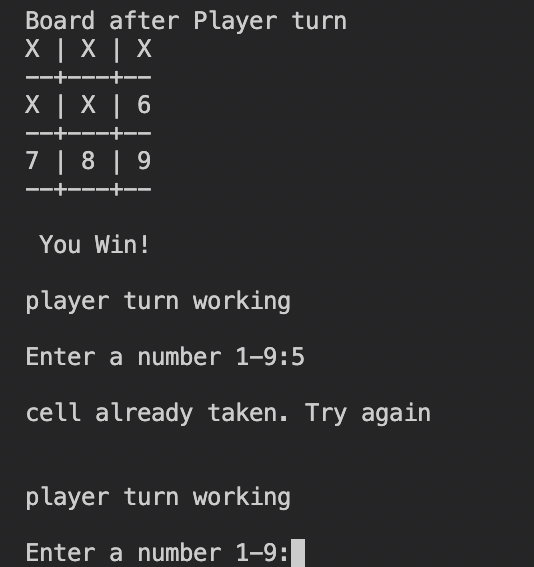 Board after Player turn
X | X | X
--+---+--
X | X | 6
--+---+--
7 | 8 | 9
--+---+--
You Win!
player turn working
Enter a number 1-9:5
cell already taken. Try again
player turn working
Enter a number 1-9: